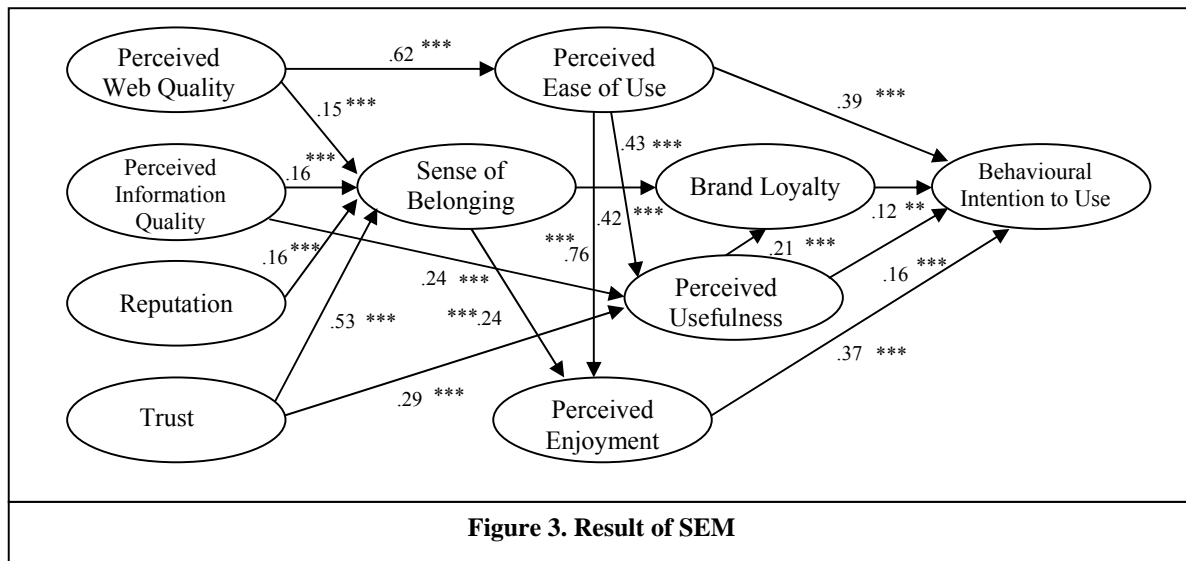 Perceived
Web Quality
.62 ***
Perceived
Ease of Use
.15 ***
.39 ***
Perceived
Information
Quality
***
.16
Sense of
Belonging
.43 ***
Brand Loyalty
Behavioural
Intention to Use
.42 ***
.12 **
Reputation
.16 ***
.24 ***
***
.76
.21 ***
.16 ***
Perceived
Usefulness
.53 ***
***.24
.37 ***
Trust
.29 ***
Perceived
Enjoyment
Figure 3. Result of SEM